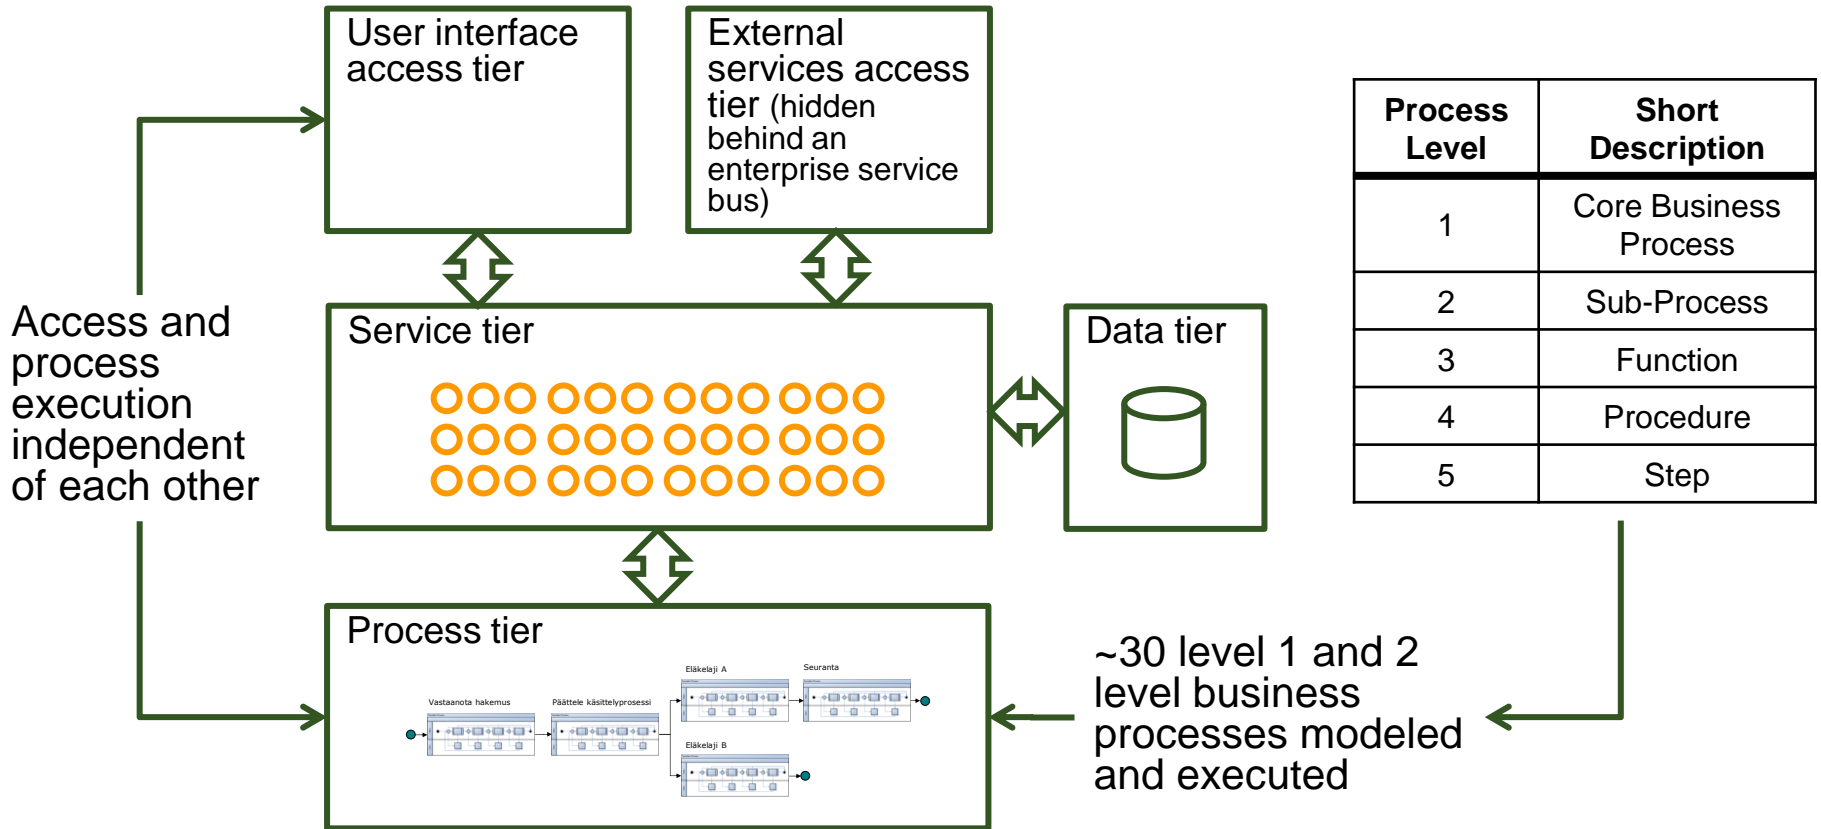 User interface
access tier
External
services access
tier (hidden
behind an
enterprise service
bus)
Process
Level
Short
Description
1
Core Business
Process
2
Sub-Process
3
Function
4
Procedure
5
Step
Access and
process
execution
independent
of each other
Service tier
Data tier
Process tier
Vastaanota hakemus
Päättele käsittelyprosessi
Eläkelaji A
Seuranta
Eläkelaji B
~30 level 1 and 2
level business
processes modeled
and executed